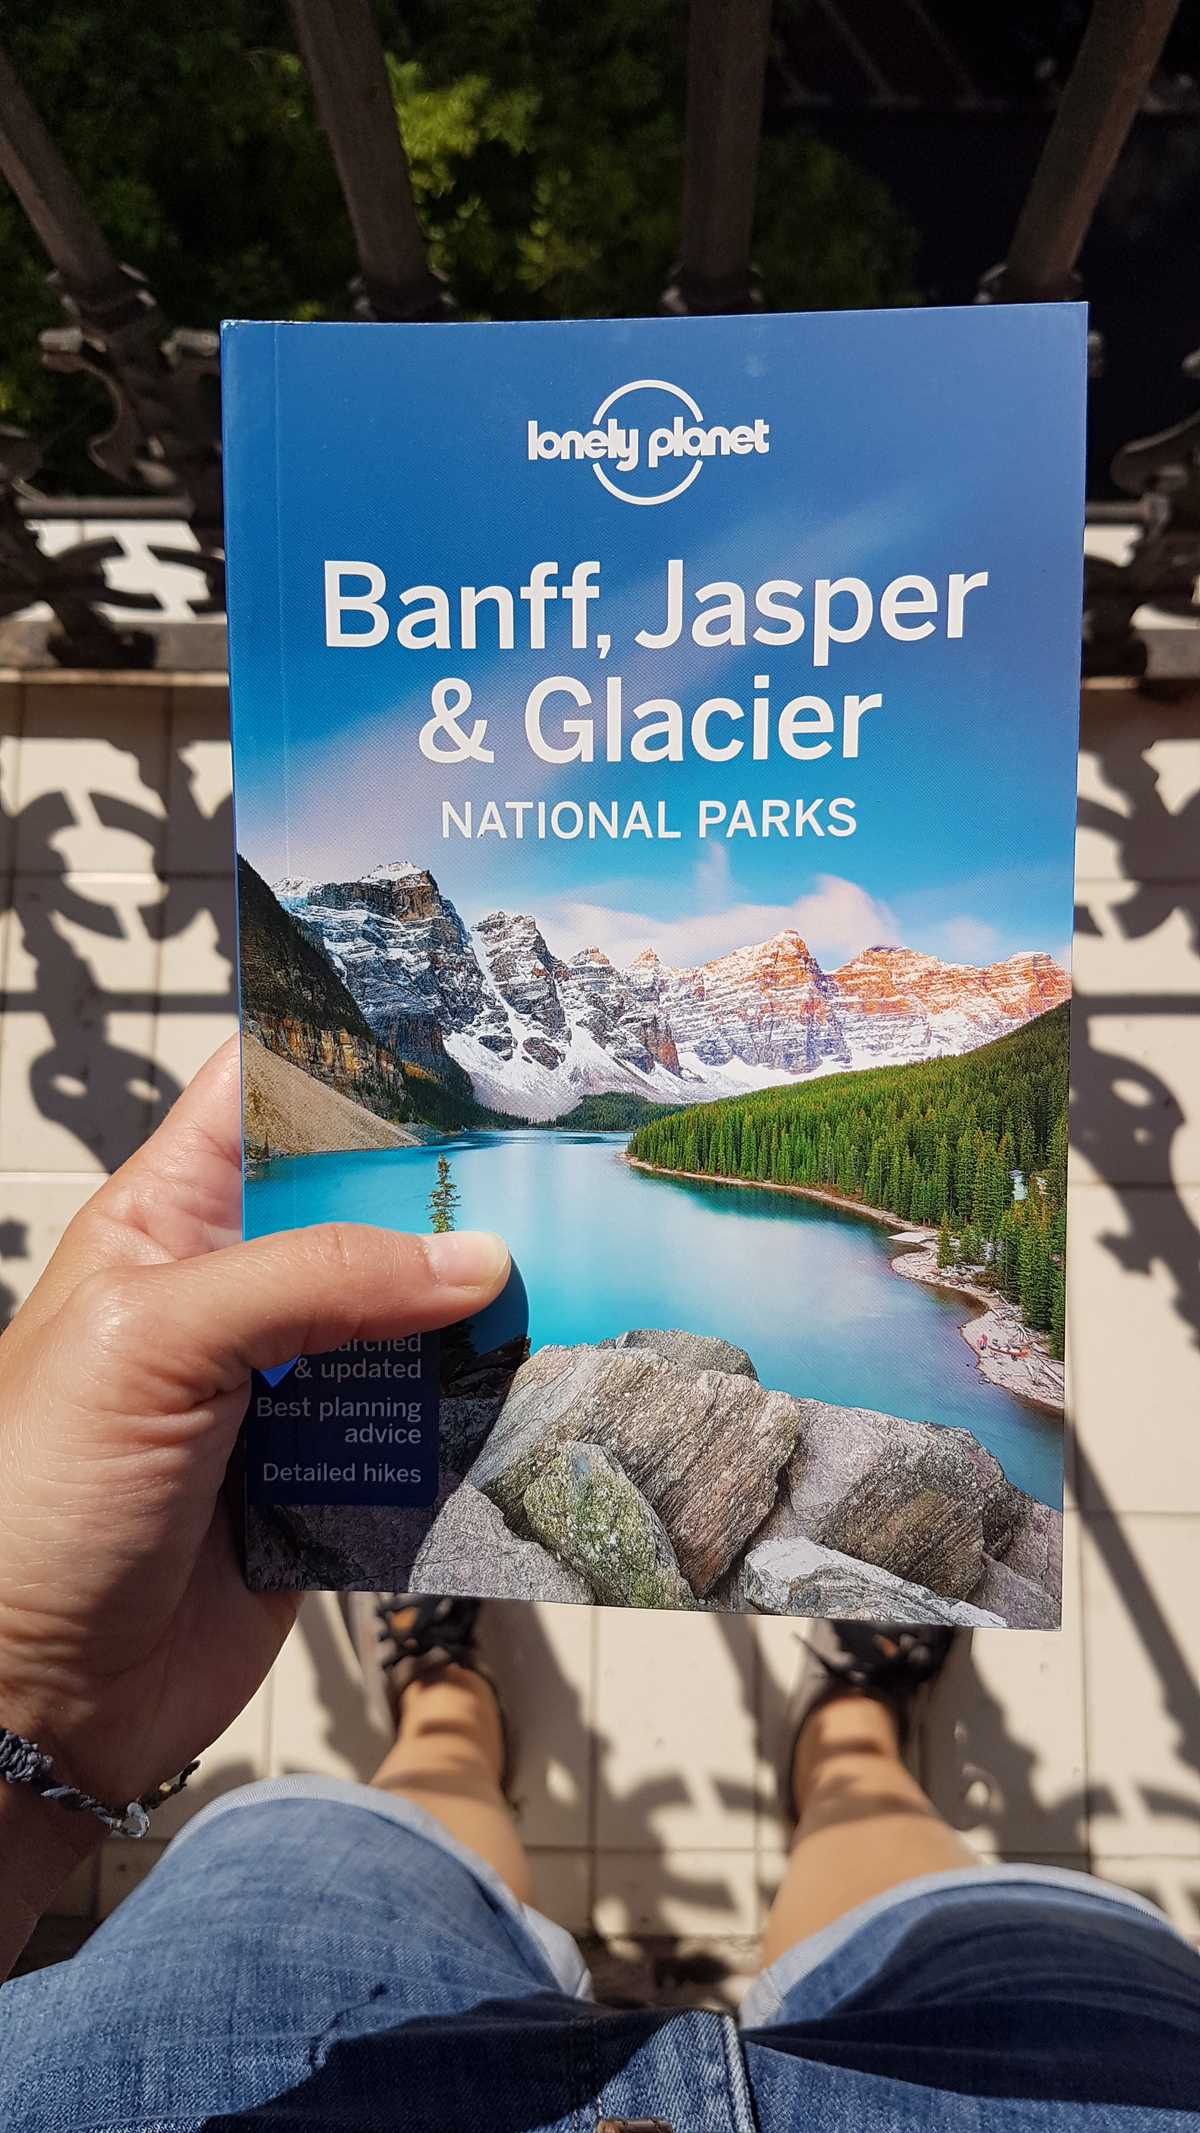 lonely planet
Banff, Jasper
& Glacier
NATIONAL PARKS
& updated
Best planning
advice
Detailed hikes